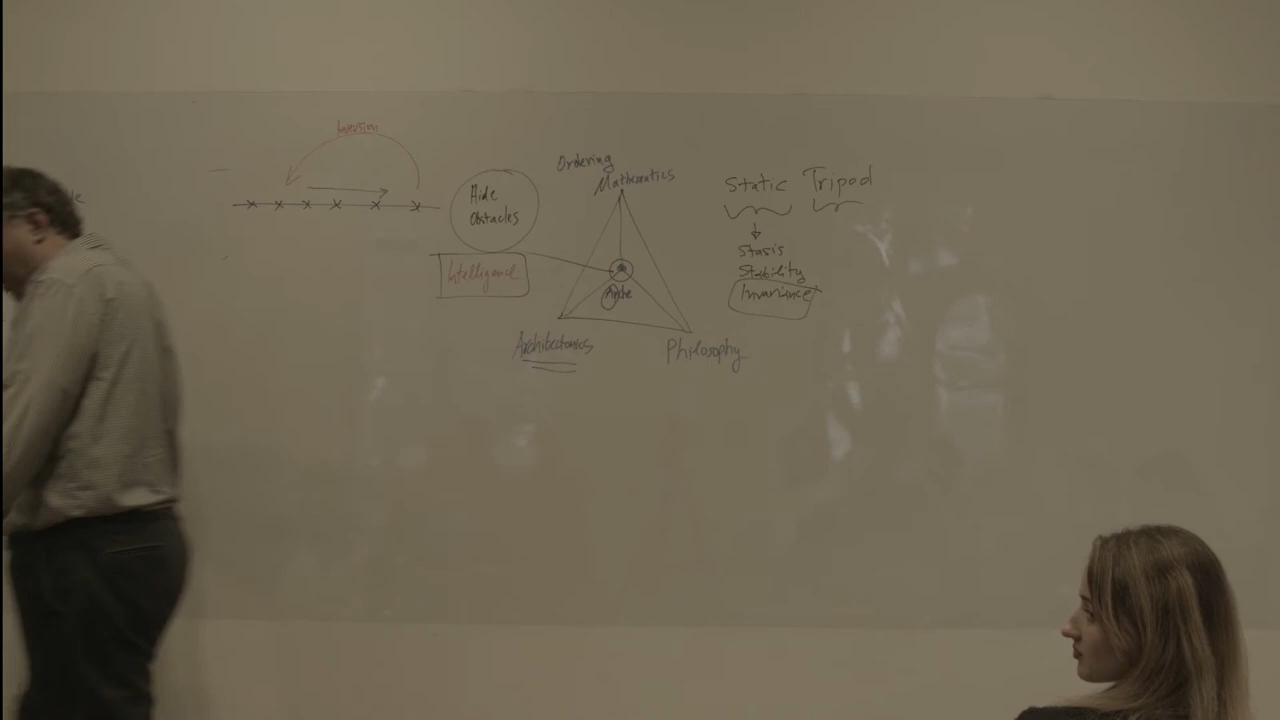 Inversion
Hide
Obstacles
Intelligence
Ordering
Mathematics
Arche
Architectonics
Philosophy
Static Tripod
Stasis
Stability
Invariance